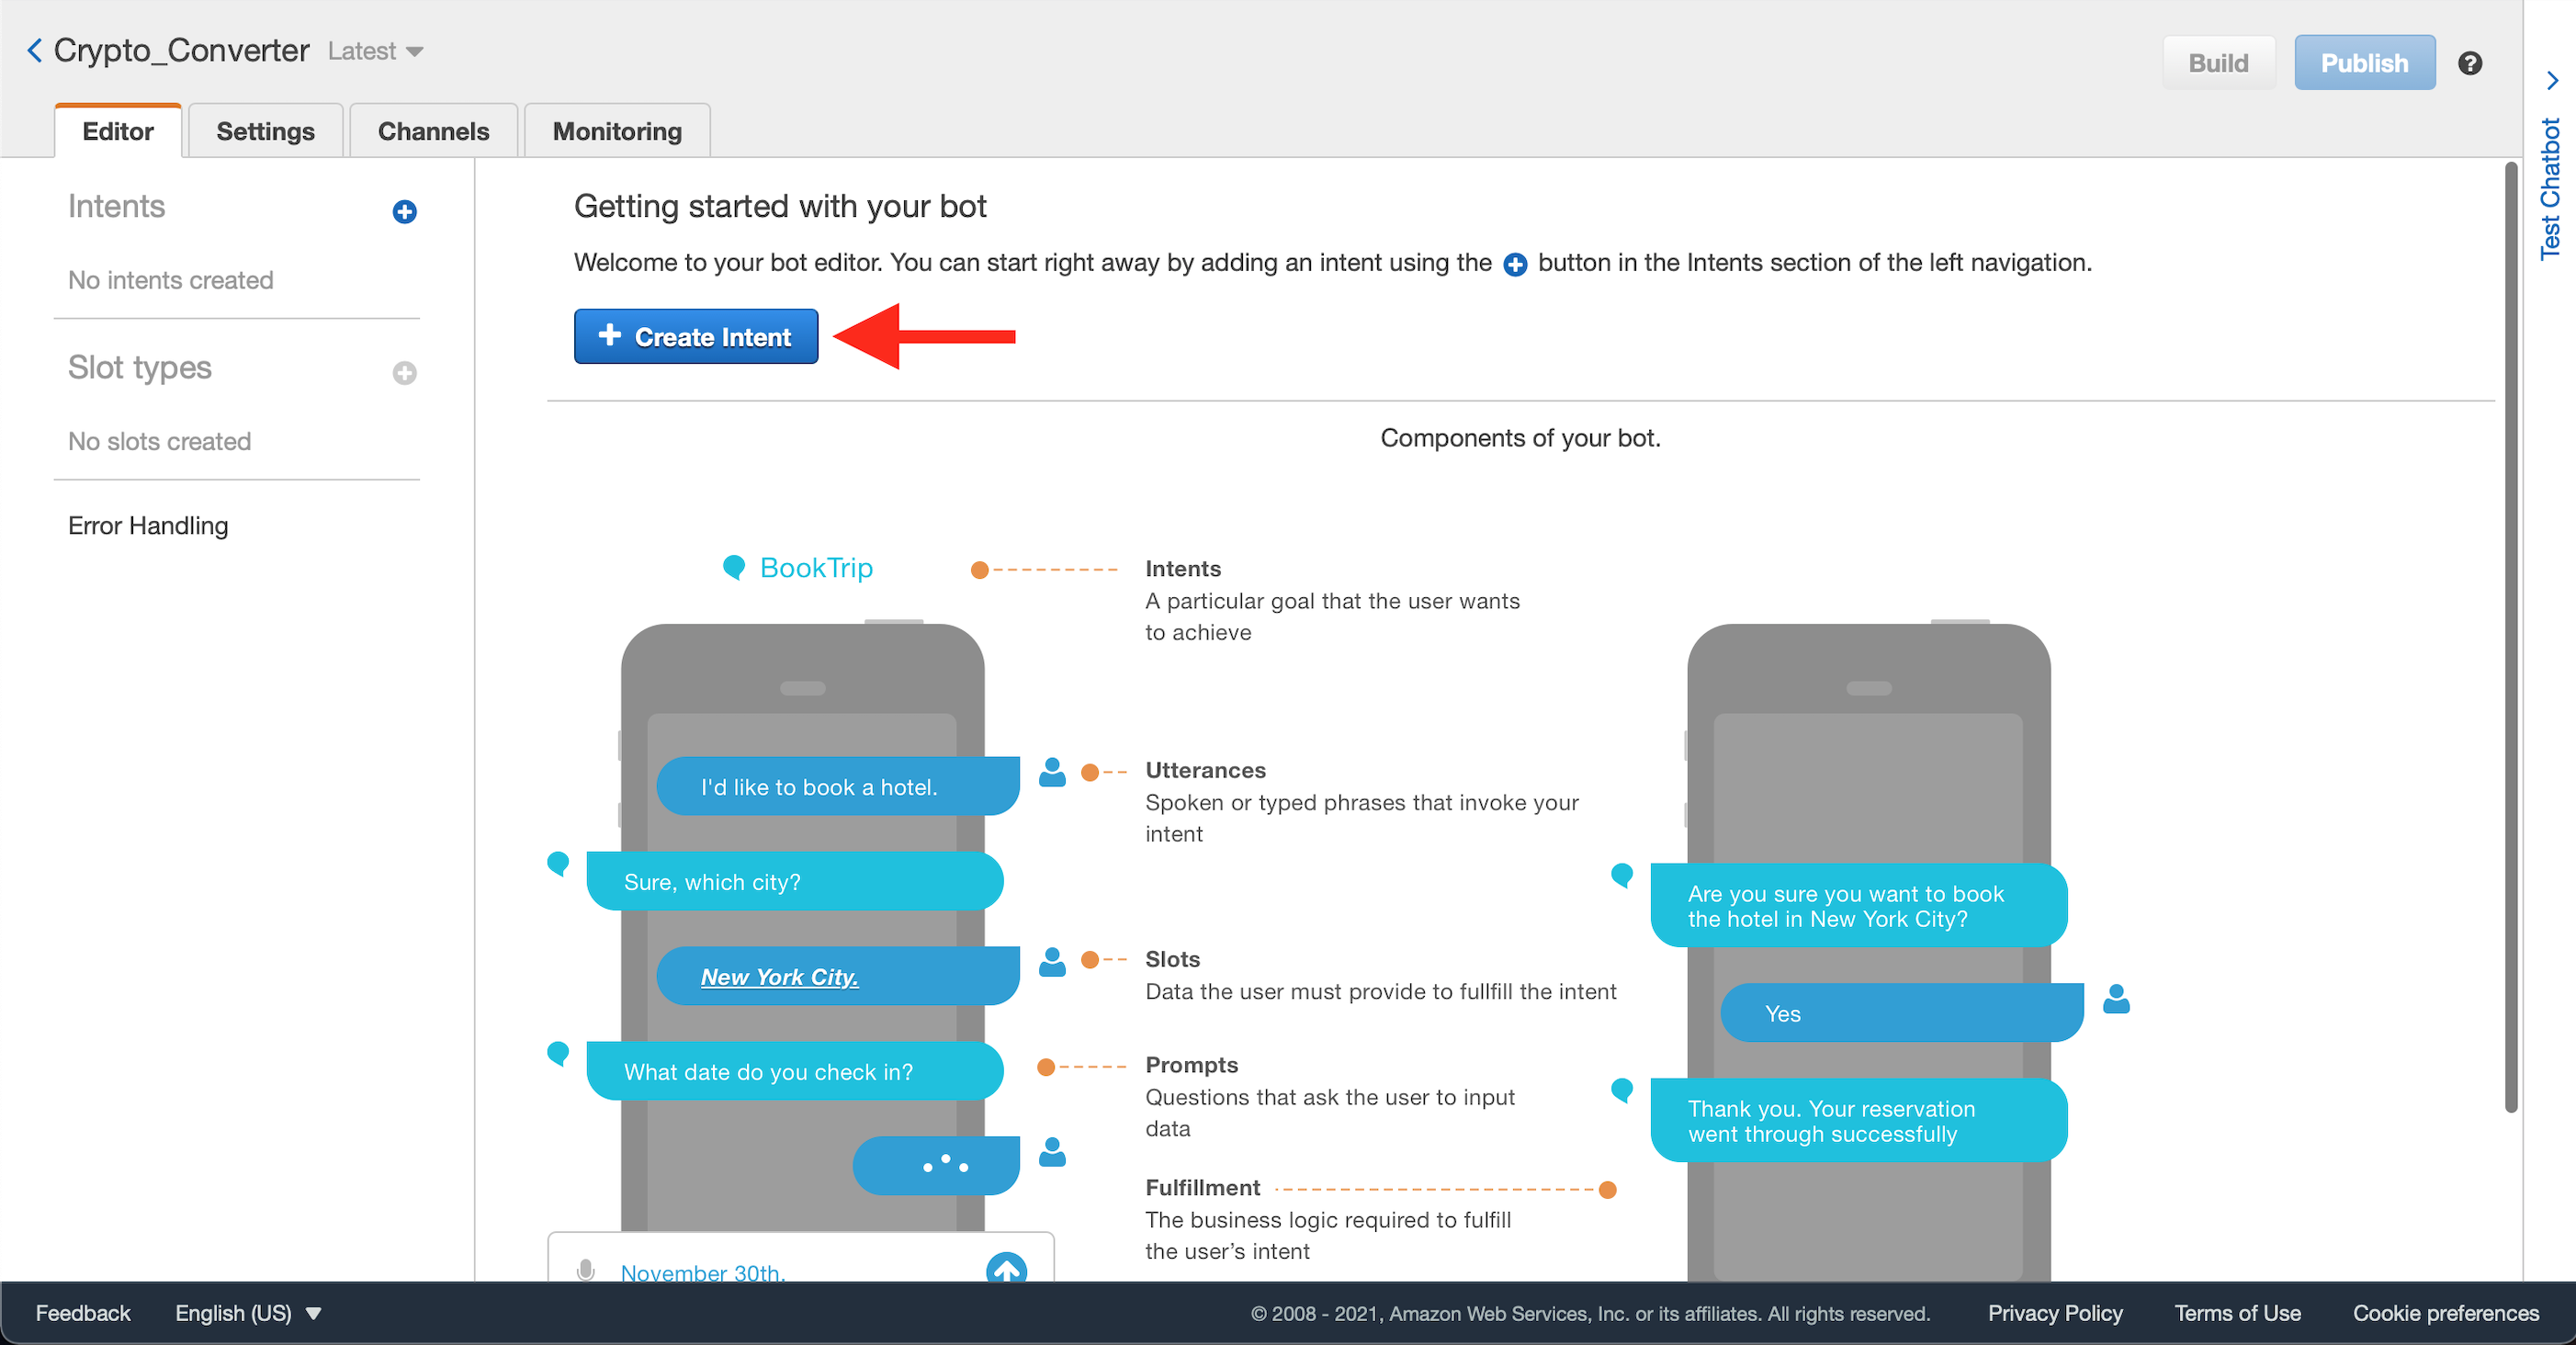 Crypto_Converter Latest
Build
Publish
Editor
Settings
Channels
Monitoring
Test Chatbot
Intents
No intents created
Slot types
No slots created
Error Handling
Getting started with your bot
Welcome to your bot editor. You can start right away by adding an intent using the button in the Intents section of the left navigation.
Create Intent
Components of your bot.
BookTrip
I'd like to book a hotel.
Sure, which city?
New York City.
What date do you check in?
November 30th.
Intents
A particular goal that the user wants
to achieve
Utterances
Spoken or typed phrases that invoke your
intent
Slots
Data the user must provide to fullfill the intent
Prompts
Questions that ask the user to input
data
Fulfillment
The business logic required to fulfill
the user's intent
Are you sure you want to book
the hotel in New York City?
Yes
Thank you. Your reservation
went through successfully
Feedback
English (US)
© 2008 - 2021, Amazon Web Services, Inc. or its affiliates. All rights reserved.
Privacy Policy
Terms of Use
Cookie preferences